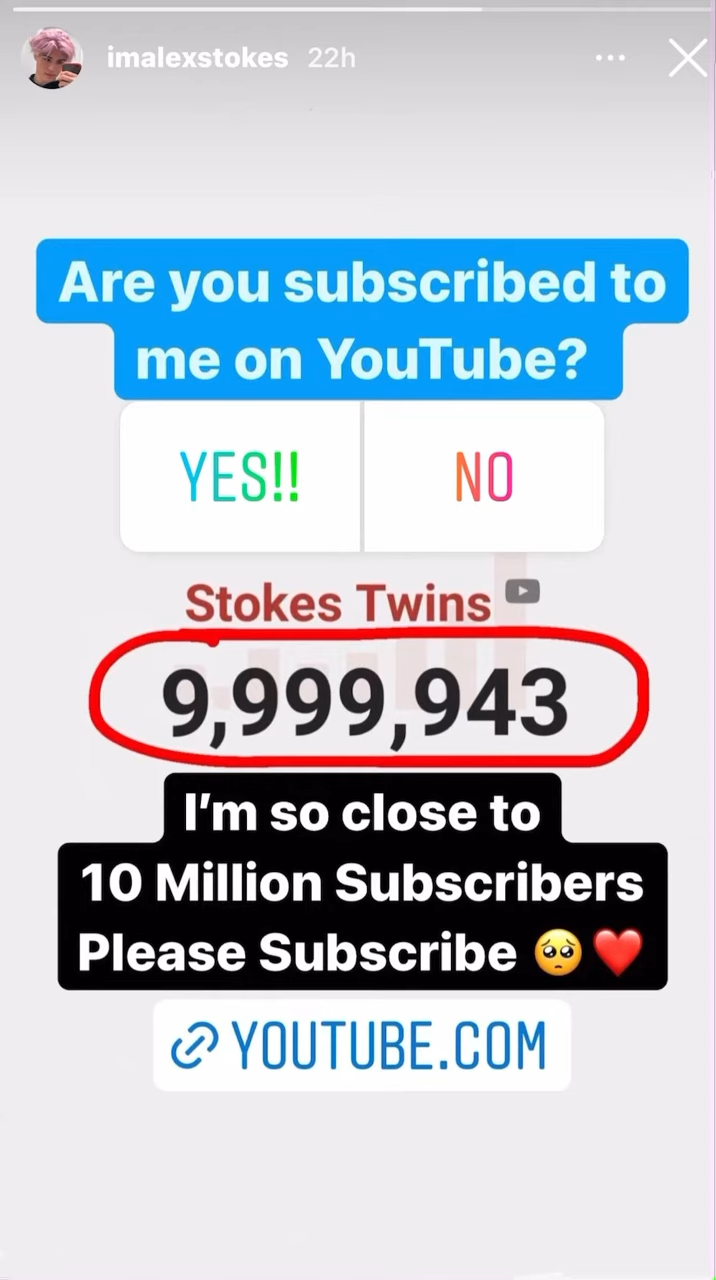 imalexstokes 22h
Are you subscribed to
me on YouTube?
YES!! NO
Stokes Twins
9,999,943
I’m so close to
10 Million Subscribers
Please Subscribe 🥺❤️
YOUTUBE.COM